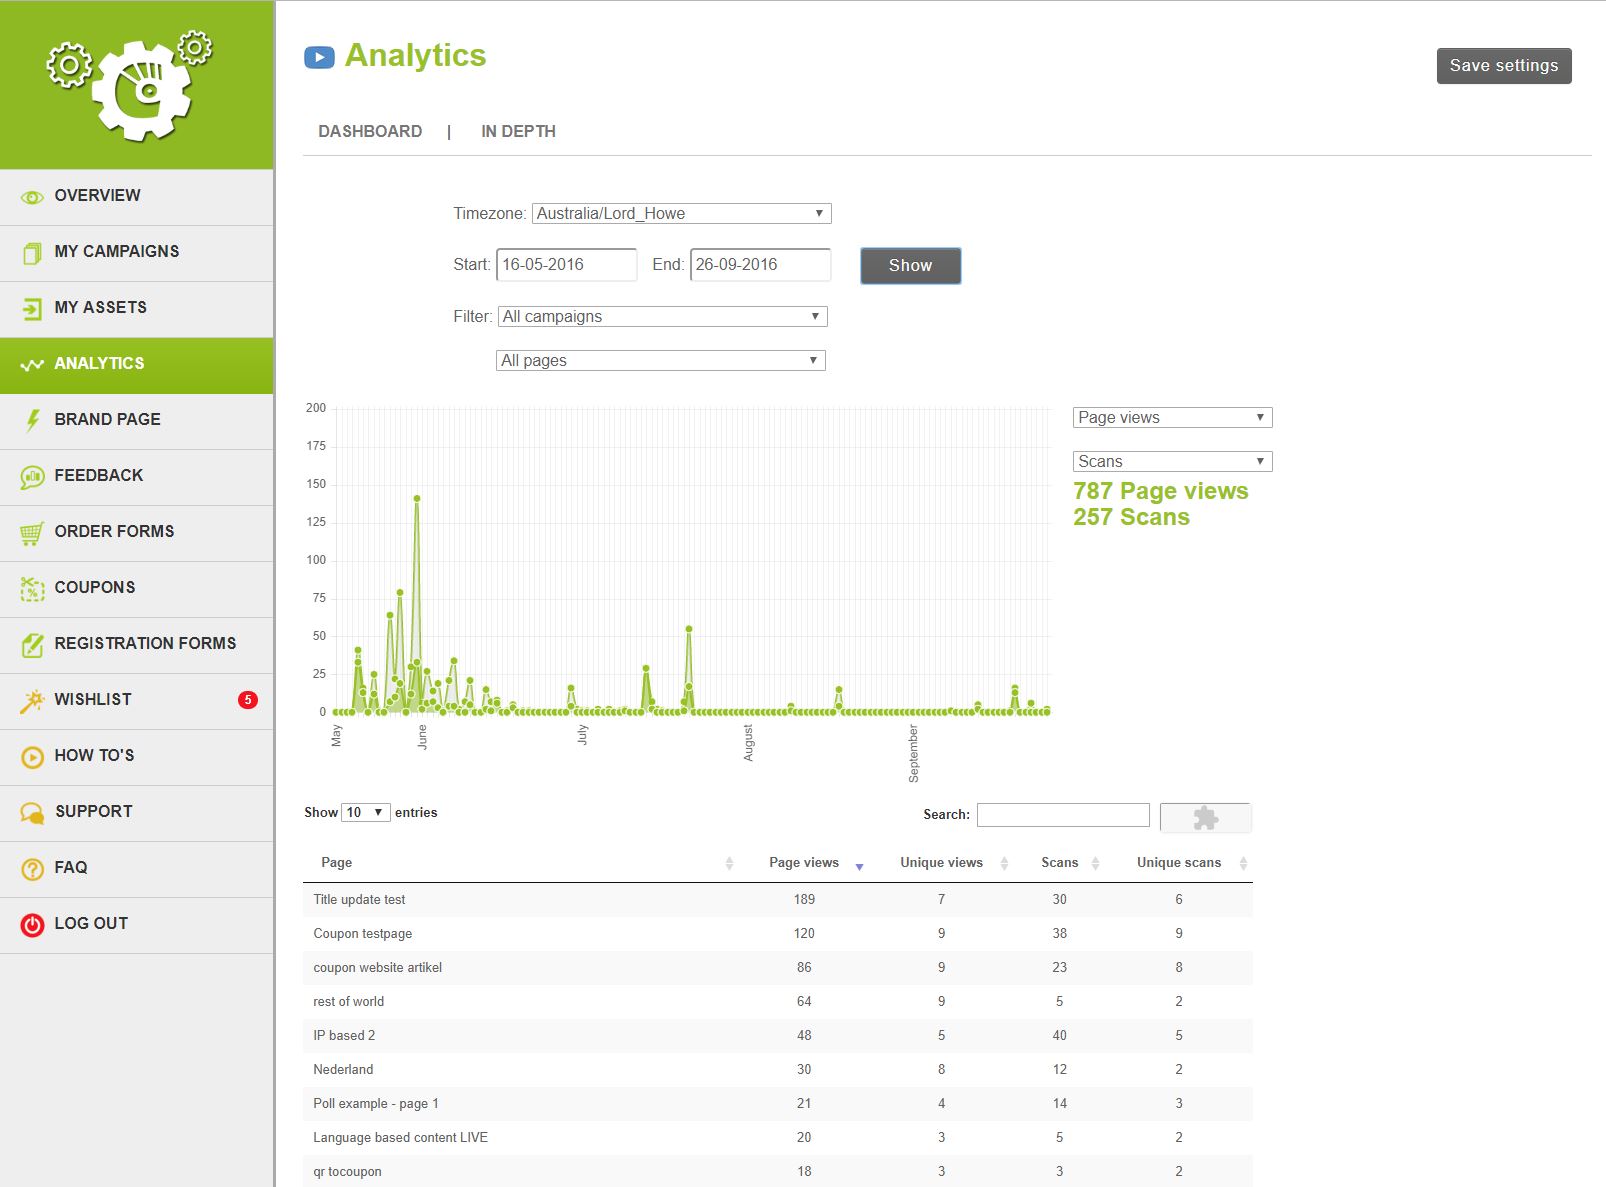 Analytics
Save settings
DASHBOARD | IN DEPTH
OVERVIEW
MY CAMPAIGNS
MY ASSETS
ANALYTICS
BRAND PAGE
FEEDBACK
ORDER FORMS
COUPONS
REGISTRATION FORMS
WISHLIST 5
HOW TO'S
SUPPORT
FAQ
LOG OUT
Timezone: Australia/Lord_Howe
Start: 16-05-2016 End: 26-09-2016 Show
Filter: All campaigns
All pages
200
175
150
125
100
75
50
25
0
May June July August September
Page views
Scans
787 Page views
257 Scans
Show 10 entries Search:
Page Page views Unique views Scans Unique scans
Title update test 189 7 30 6
Coupon testpage 120 9 38 9
coupon website artikel 86 9 23 8
rest of world 64 9 5 2
IP based 2 48 5 40 5
Nederland 30 8 12 2
Poll example - page 1 21 4 14 3
Language based content LIVE 20 3 5 2
qr tocoupon 18 3 3 2